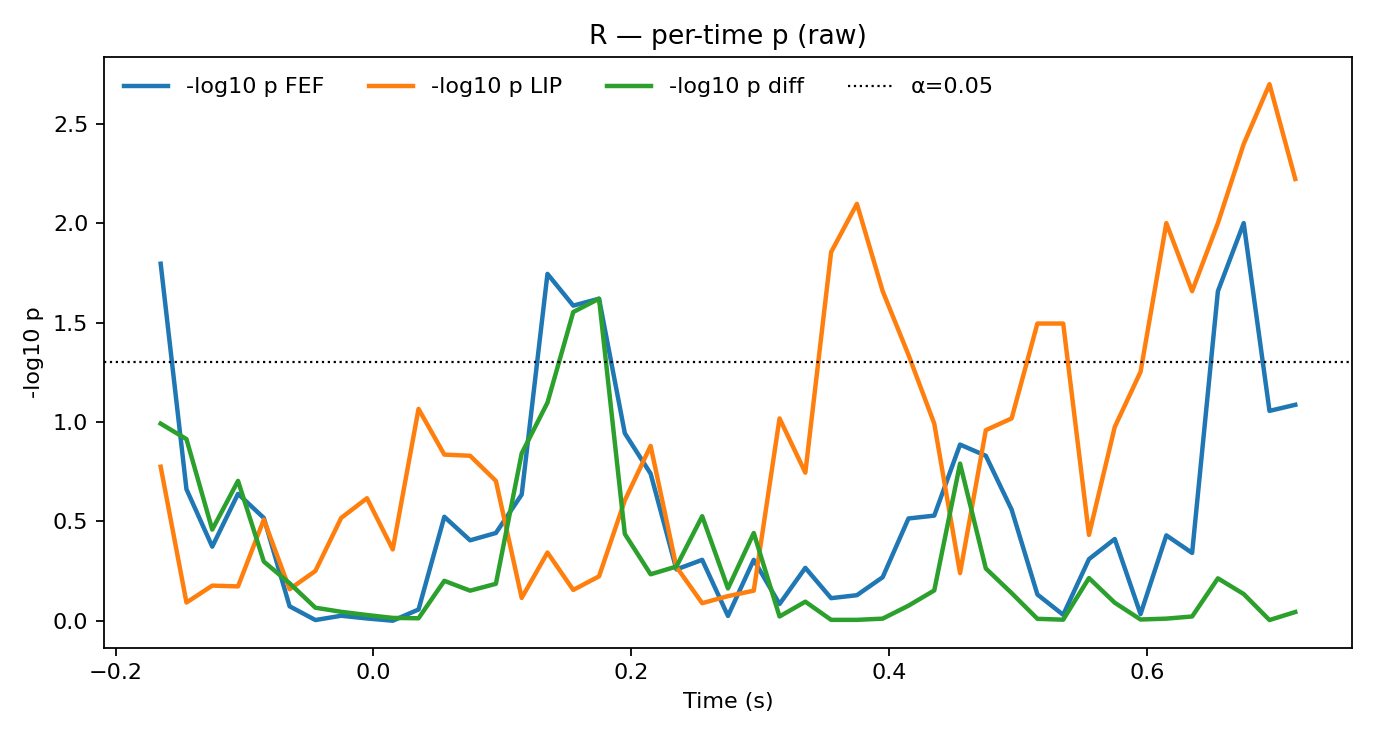 R — per-time p (raw)
-log10 p FEF -log10 p LIP -log10 p diff α=0.05
-log10 p
2.5
2.0
1.5
1.0
0.5
0.0
−0.2 0.0 0.2 0.4 0.6
Time (s)